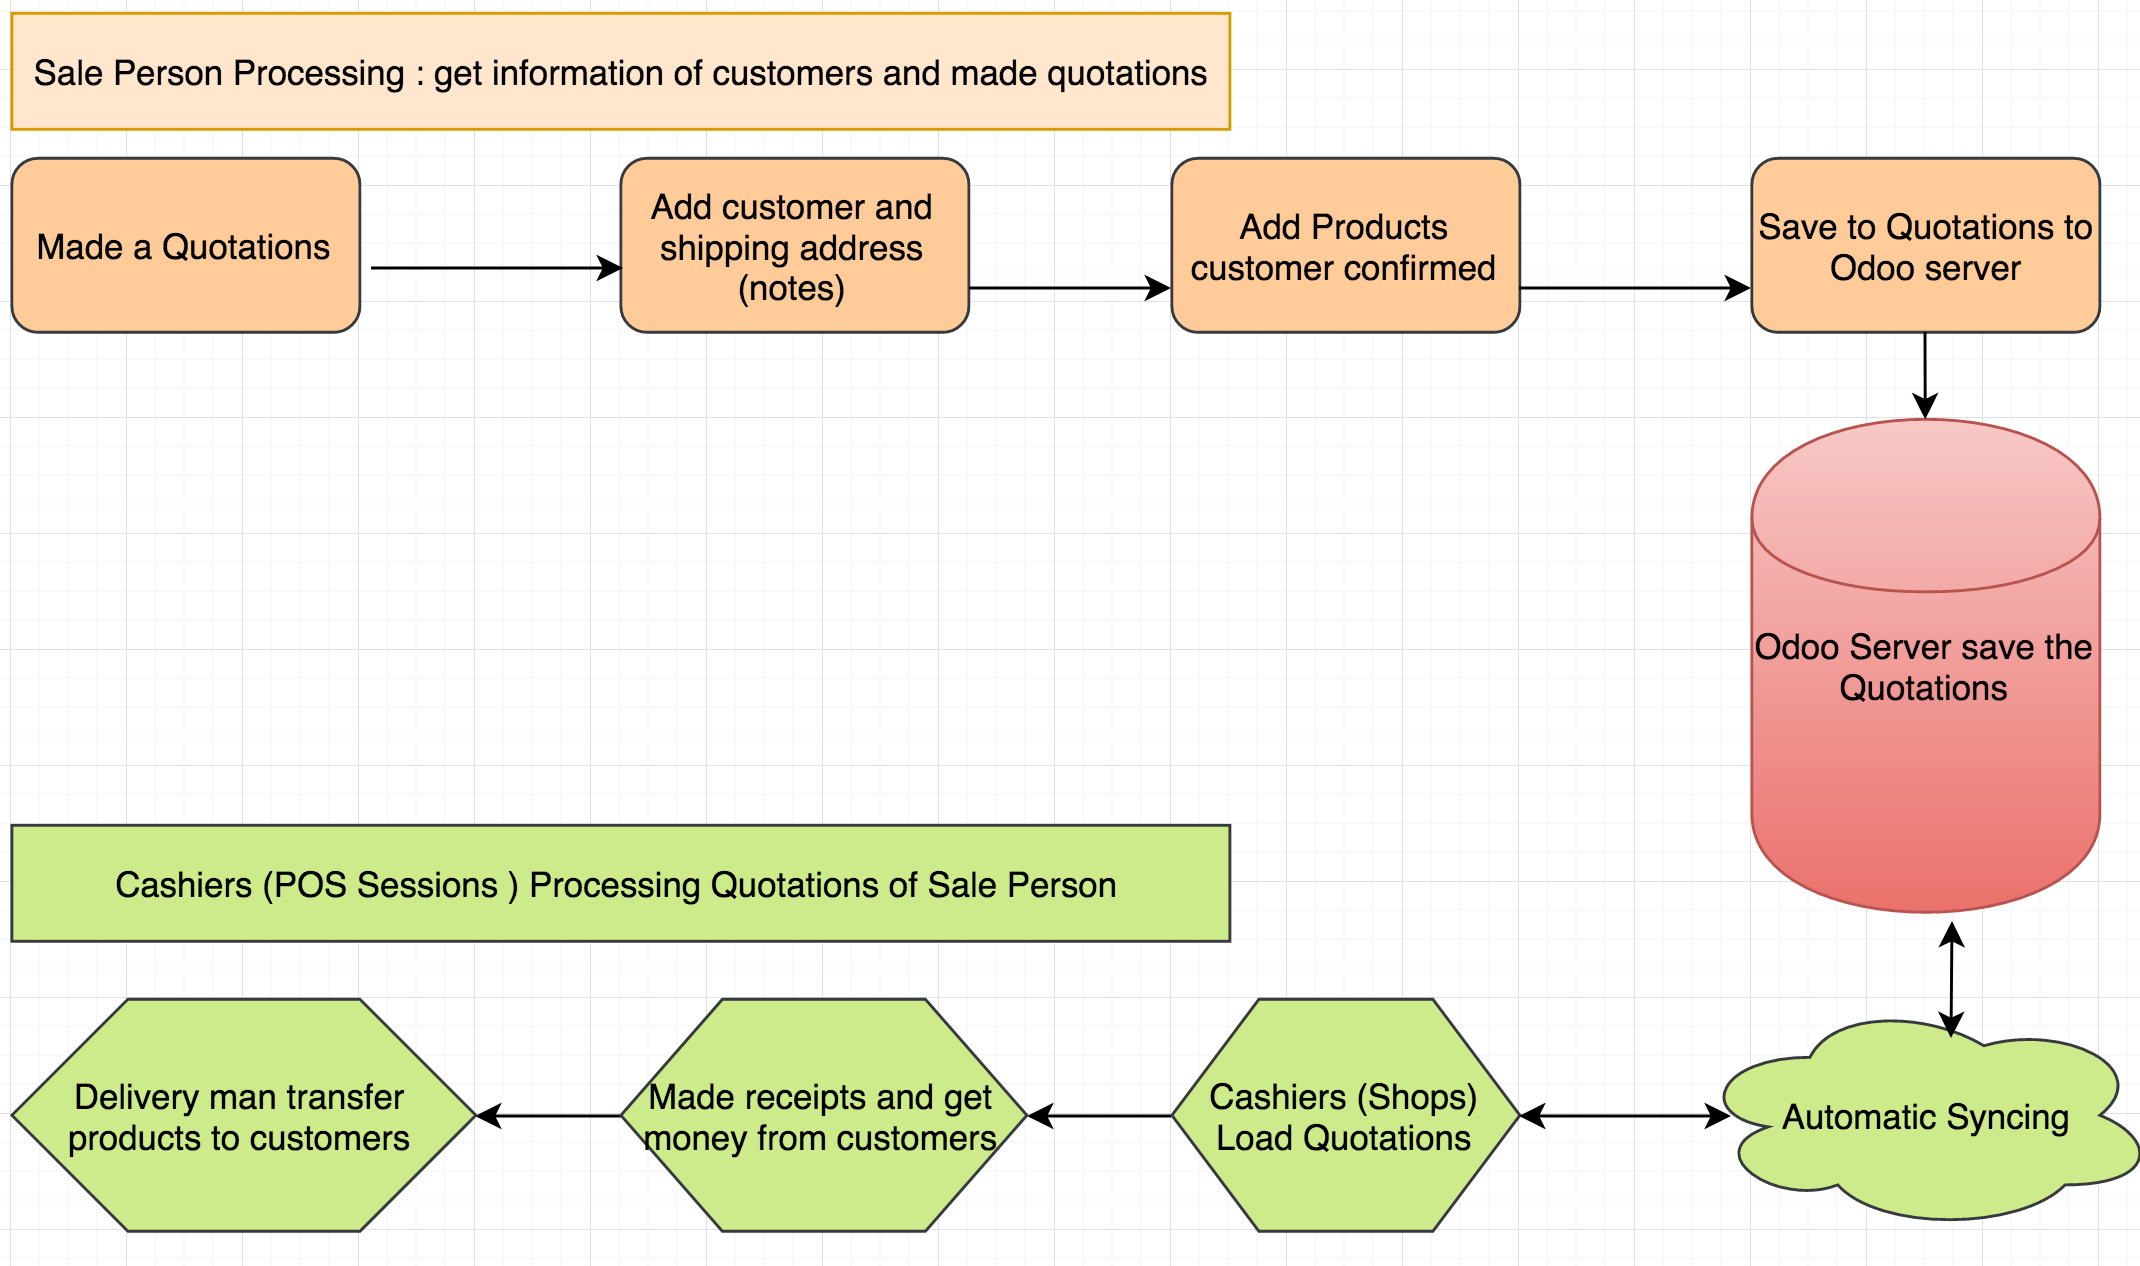 Sale Person Processing : get information of customers and made quotations
Made a Quotations
Add customer and
shipping address
(notes)
Add Products
customer confirmed
Save to Quotations to
Odoo server
Odoo Server save the
Quotations
Cashiers (POS Sessions ) Processing Quotations of Sale Person
Delivery man transfer
products to customers
Made receipts and get
money from customers
Cashiers (Shops)
Load Quotations
Automatic Syncing